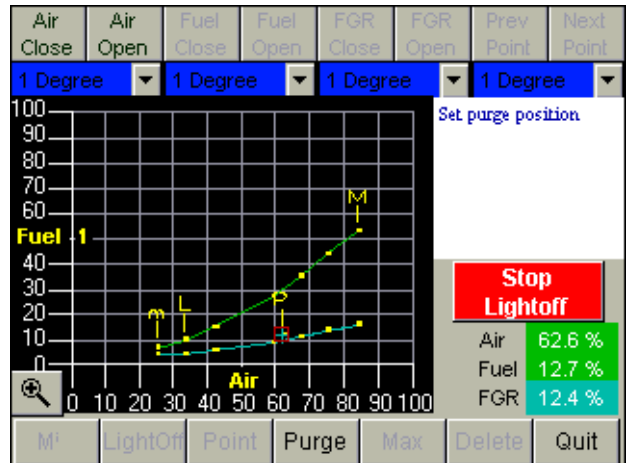 Air Close Air Open Fuel Close Fuel Open FGR Close FGR Open Prev Point Next Point
1 Degree 1 Degree 1 Degree 1 Degree
Set purge position
100
90
80
70
60
Fuel 1
40
30
20
10
0
m L P M
Air
0 10 20 30 40 50 60 70 80 90 100
Stop
Lightoff
Air 62.6 %
Fuel 12.7 %
FGR 12.4 %
Mi LightOff Point Purge Max Delete Quit